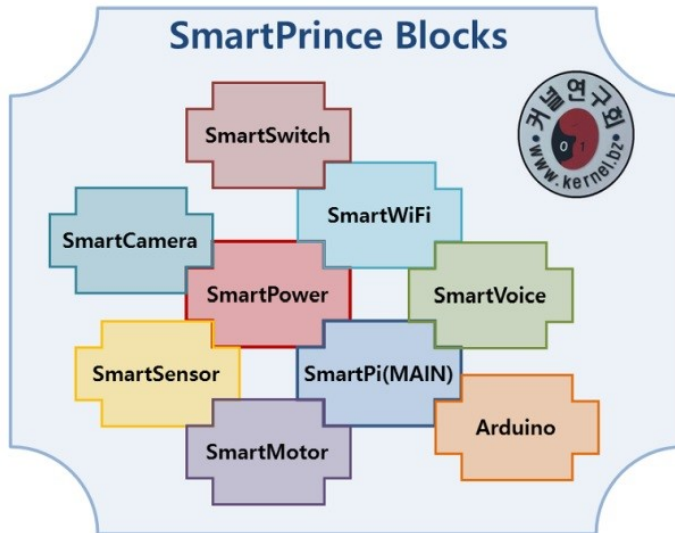 SmartPrince Blocks
커널연구회
0 1
•www.kernel.bz•
SmartSwitch
SmartWiFi
SmartCamera
SmartPower
SmartVoice
SmartSensor
SmartPi(MAIN)
Arduino
SmartMotor